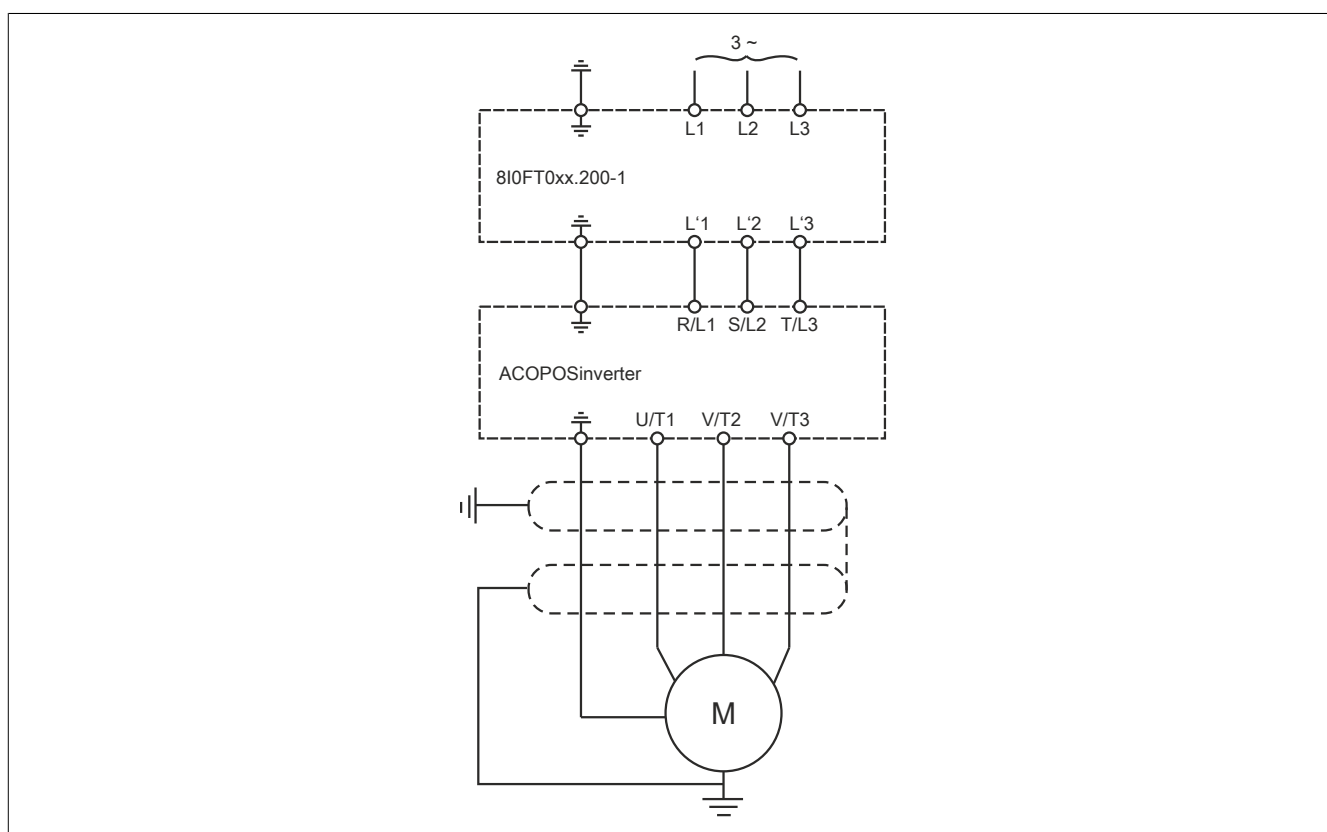 3 ~
L1 L2 L3
8I0FT0xx.200-1
L‘1 L‘2 L‘3
R/L1 S/L2 T/L3
ACOPOSinverter
U/T1 V/T2 V/T3
M